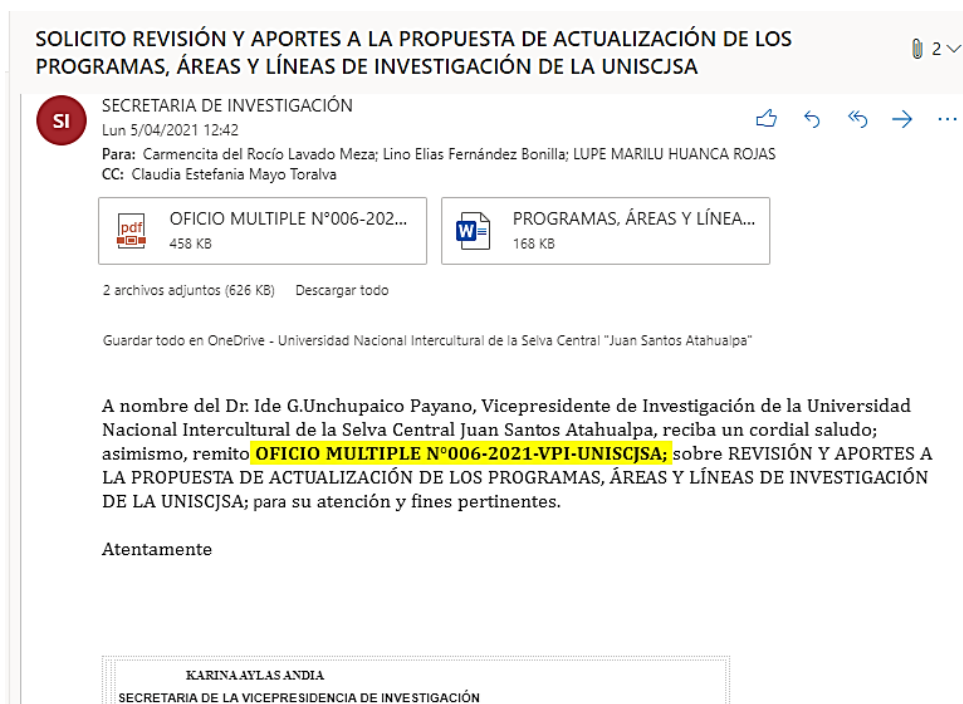 SOLICITO REVISIÓN Y APORTES A LA PROPUESTA DE ACTUALIZACIÓN DE LOS
PROGRAMAS, ÁREAS Y LÍNEAS DE INVESTIGACIÓN DE LA UNISCJSA
2
SI
SECRETARIA DE INVESTIGACIÓN
Lun 5/04/2021 12:42
Para: Carmencita del Rocío Lavado Meza; Lino Elias Fernández Bonilla; LUPE MARILU HUANCA ROJAS
CC: Claudia Estefania Mayo Toralva
pdf
OFICIO MULTIPLE N°006-202...
458 KB
W
PROGRAMAS, ÁREAS Y LÍNEA...
168 KB
2 archivos adjuntos (626 KB) Descargar todo
Guardar todo en OneDrive - Universidad Nacional Intercultural de la Selva Central "Juan Santos Atahualpa"
A nombre del Dr. Ide G.Unchupaico Payano, Vicepresidente de Investigación de la Universidad
Nacional Intercultural de la Selva Central Juan Santos Atahualpa, reciba un cordial saludo;
asimismo, remito OFICIO MULTIPLE N°006-2021-VPI-UNISCJSA; sobre REVISIÓN Y APORTES A
LA PROPUESTA DE ACTUALIZACIÓN DE LOS PROGRAMAS, ÁREAS Y LÍNEAS DE INVESTIGACIÓN
DE LA UNISCJSA; para su atención y fines pertinentes.
Atentamente
KARINA AYLAS ANDIA
SECRETARIA DE LA VICEPRESIDENCIA DE INVESTIGACIÓN